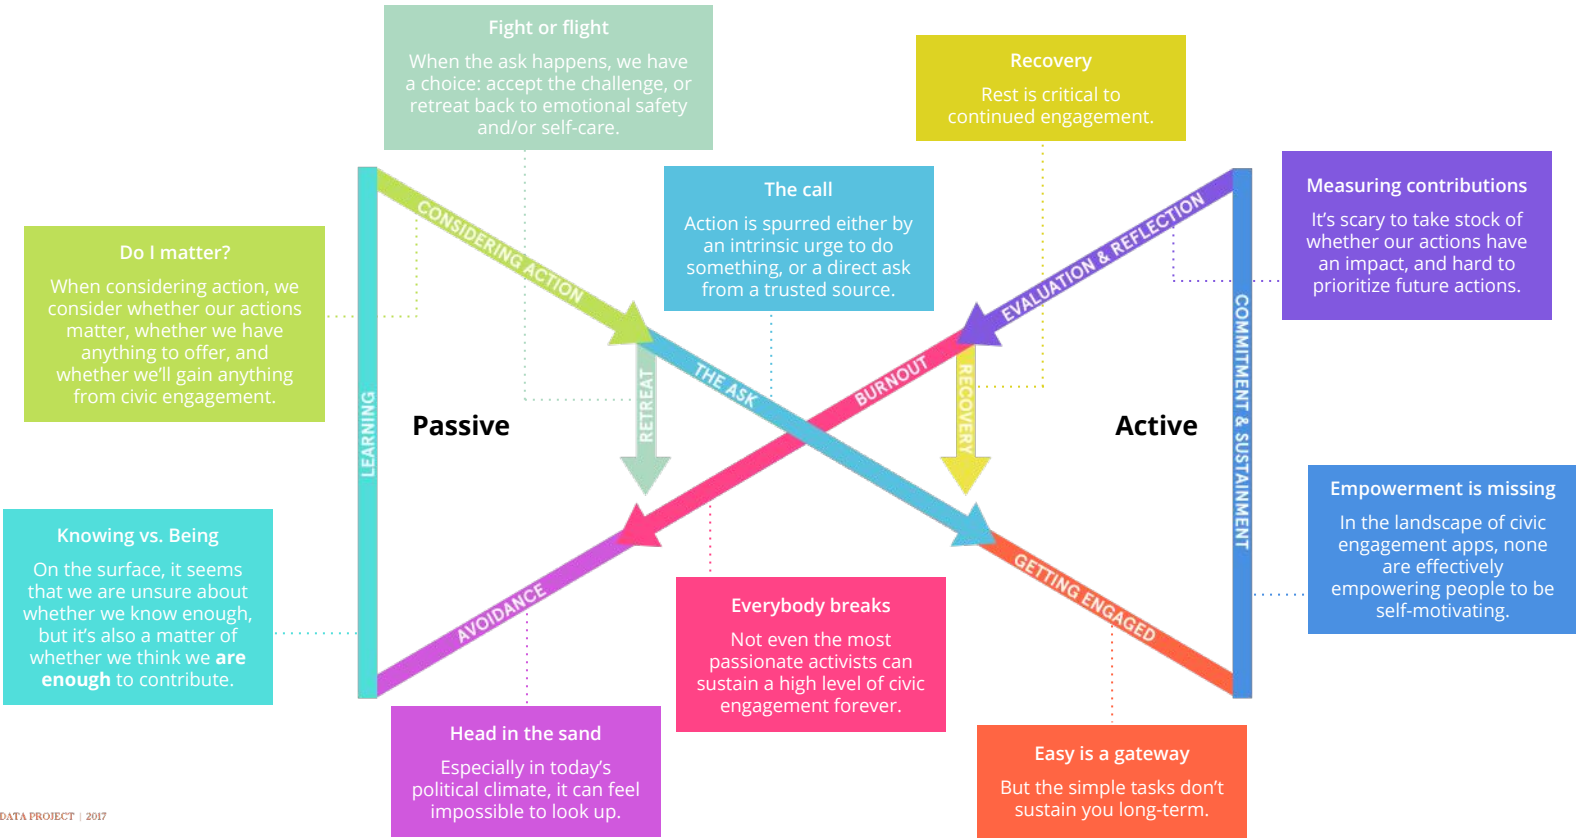 Fight or flight
When the ask happens, we have
a choice: accept the challenge, or
retreat back to emotional safety
and/or self-care.
Recovery
Rest is critical to
continued engagement.
The call
Action is spurred either by
an intrinsic urge to do
something, or a direct ask
from a trusted source.
Measuring contributions
It’s scary to take stock of
whether our actions have
an impact, and hard to
prioritize future actions.
Do I matter?
When considering action, we
consider whether our actions
matter, whether we have
anything to offer, and
whether we’ll gain anything
from civic engagement.
CONSIDERING ACTION
EVALUATION & REFLECTION
LEARNING
RETREAT
THE ASK
BURNOUT
RECOVERY
COMMITMENT & SUSTAINMENT
Passive
Active
Knowing vs. Being
On the surface, it seems
that we are unsure about
whether we know enough,
but it’s also a matter of
whether we think we are
enough to contribute.
Empowerment is missing
In the landscape of civic
engagement apps, none
are effectively
empowering people to be
self-motivating.
AVOIDANCE
GETTING ENGAGED
Everybody breaks
Not even the most
passionate activists can
sustain a high level of civic
engagement forever.
Head in the sand
Especially in today’s
political climate, it can feel
impossible to look up.
Easy is a gateway
But the simple tasks don’t
sustain you long-term.
DATA PROJECT | 2017